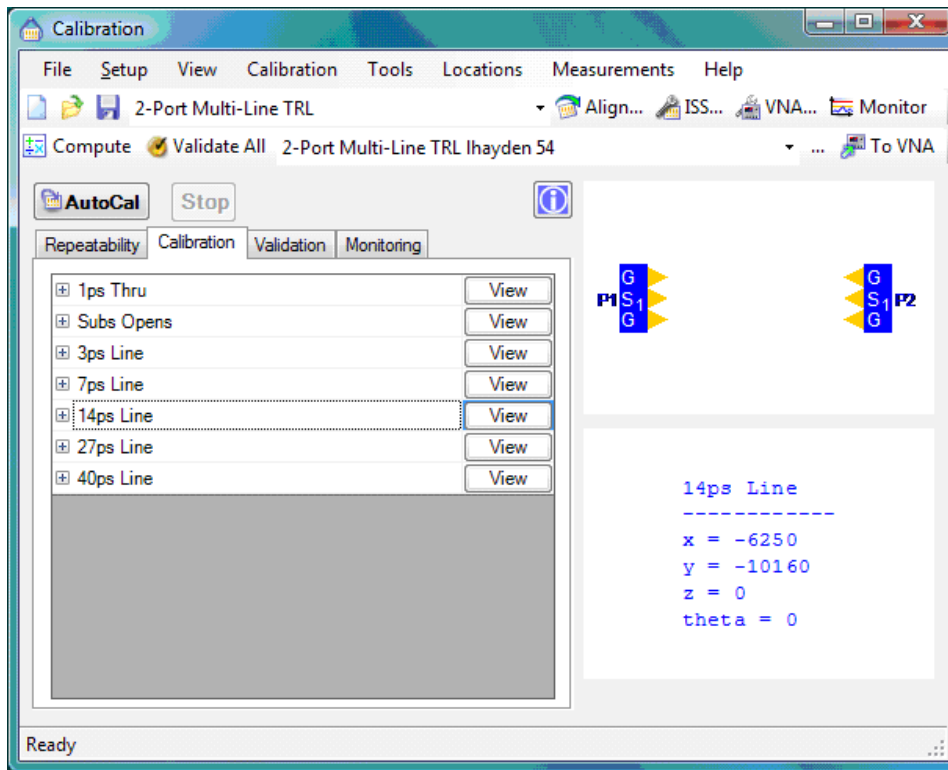 Calibration
File Setup View Calibration Tools Locations Measurements Help
2-Port Multi-Line TRL Align... ISS... VNA... Monitor
Compute Validate All 2-Port Multi-Line TRL lhayden 54 ... To VNA
AutoCal Stop
Repeatability Calibration Validation Monitoring
1ps Thru View
Subs Opens View
3ps Line View
7ps Line View
14ps Line View
27ps Line View
40ps Line View
G G
P1 S1 S1 P2
G G
14ps Line
-------------
x = -6250
y = -10160
z = 0
theta = 0
Ready